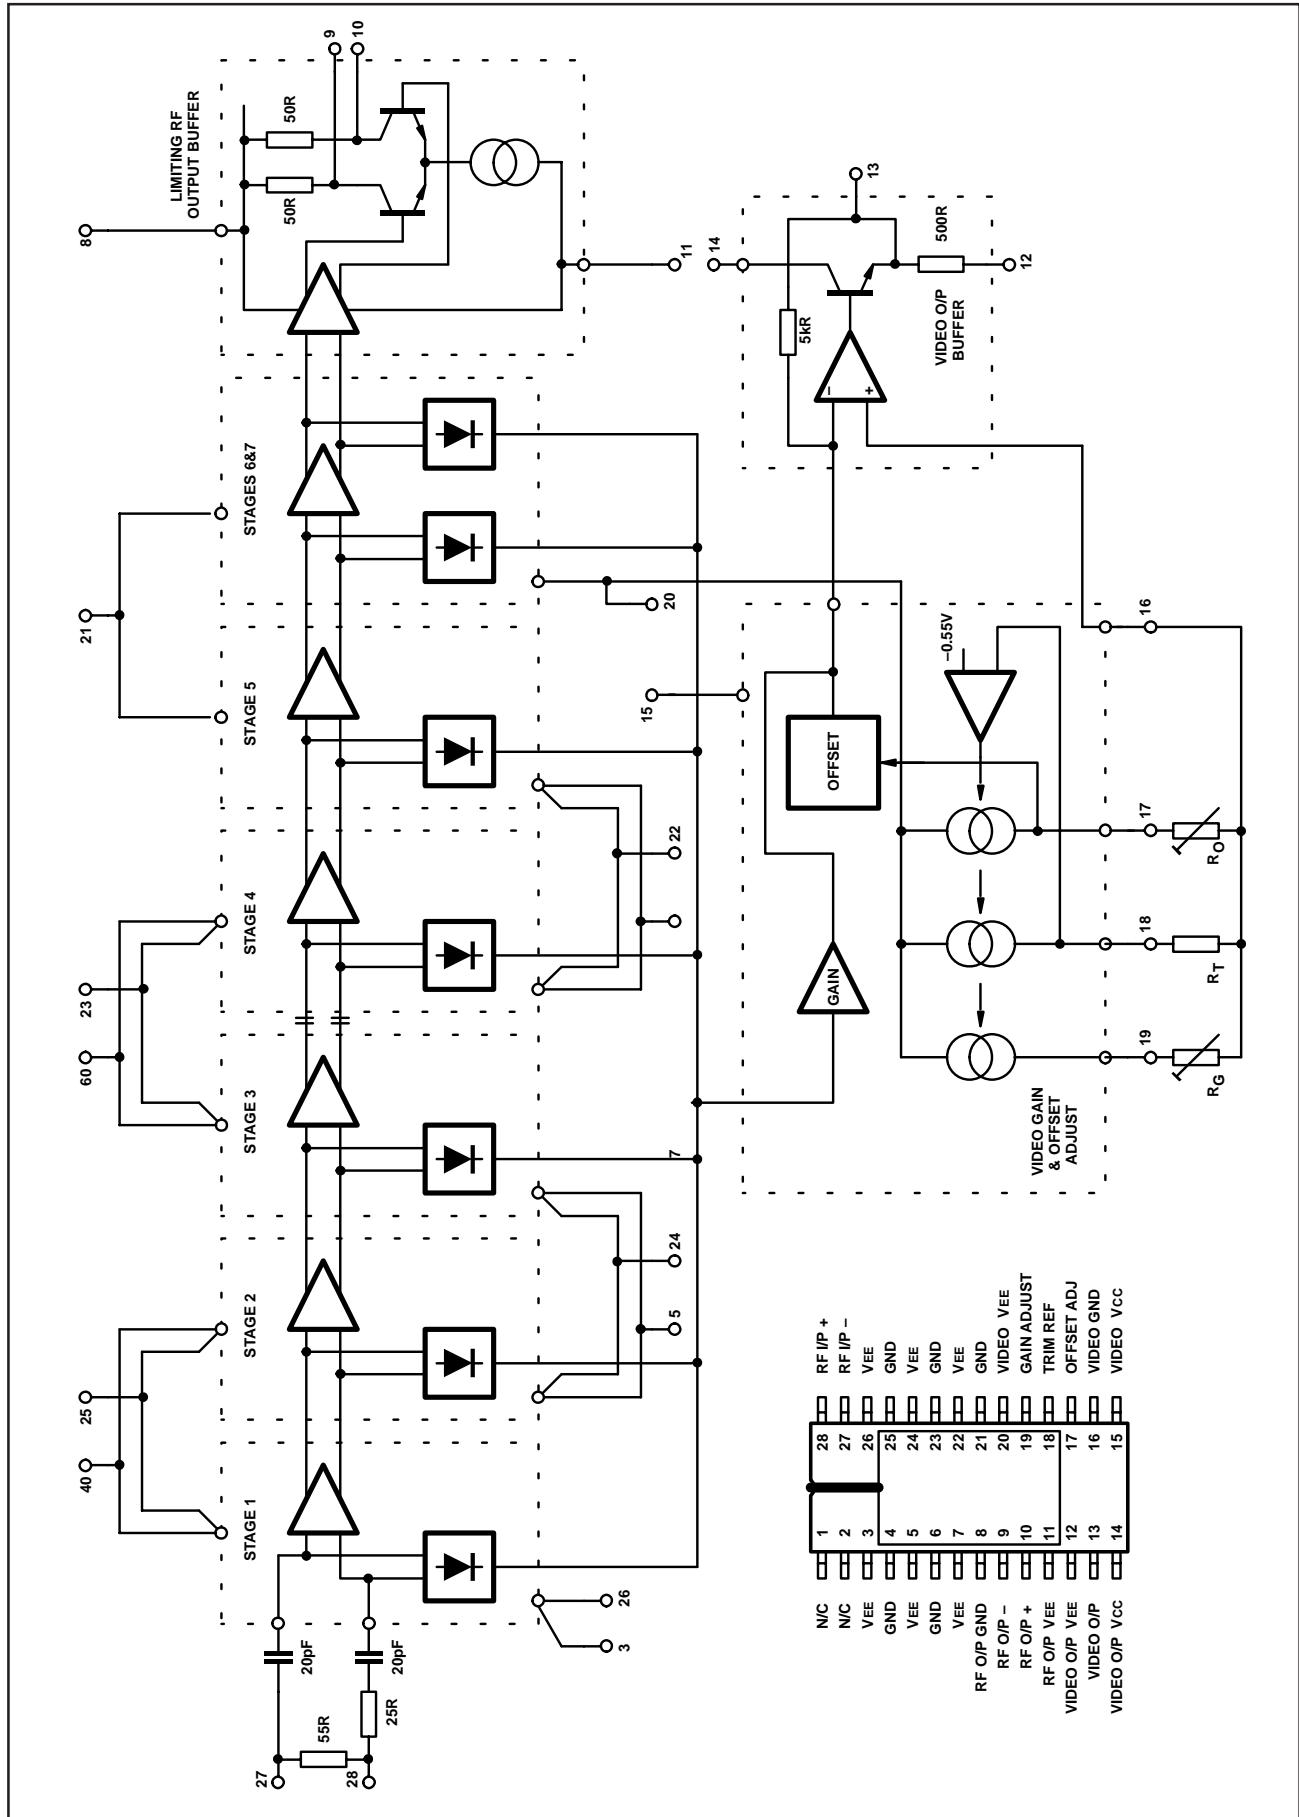 LIMITING RF
OUTPUT BUFFER
8
9
10
50R
50R
11
STAGES 6&7
21
20
STAGE 5
STAGE 4
22
23
60
STAGE 3
7
24
STAGE 2
5
25
40
STAGE 1
26
3
20pF
20pF
55R
25R
27
28
13
14
500R
12
5kR
VIDEO O/P
BUFFER
–
+
15
16
–0.55V
OFFSET
GAIN
17
RO
18
RT
19
RG
VIDEO GAIN
& OFFSET
ADJUST
N/C 1
N/C 2
VEE 3
GND 4
VEE 5
GND 6
VEE 7
RF O/P GND 8
RF O/P – 9
RF O/P + 10
RF O/P VEE 11
VIDEO O/P VEE 12
VIDEO O/P 13
VIDEO O/P VCC 14
28 RF I/P +
27 RF I/P –
26 VEE
25 GND
24 VEE
23 GND
22 VEE
21 GND
20 VIDEO VEE
19 GAIN ADJUST
18 TRIM REF
17 OFFSET ADJ
16 VIDEO GND
15 VIDEO VCC